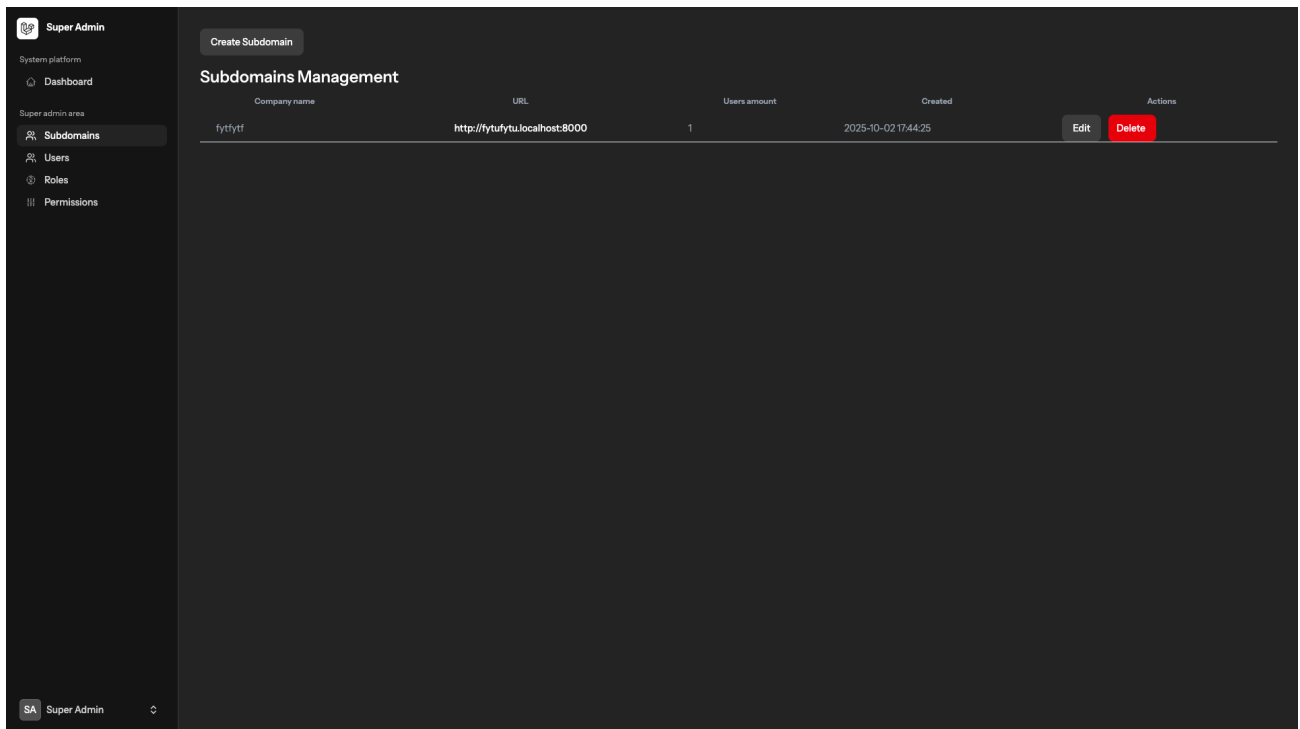 Super Admin
System platform
Dashboard
Super admin area
Subdomains
Users
Roles
Permissions
SA Super Admin
Create Subdomain
Subdomains Management
Company name URL Users amount Created Actions
fytfytf http://fytufytu.localhost:8000 1 2025-10-02 17:44:25 Edit Delete